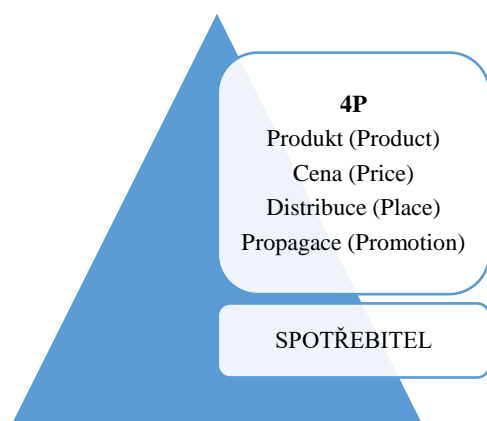 4P
Produkt (Product)
Cena (Price)
Distribuce (Place)
Propagace (Promotion)
SPOTŘEBITEL